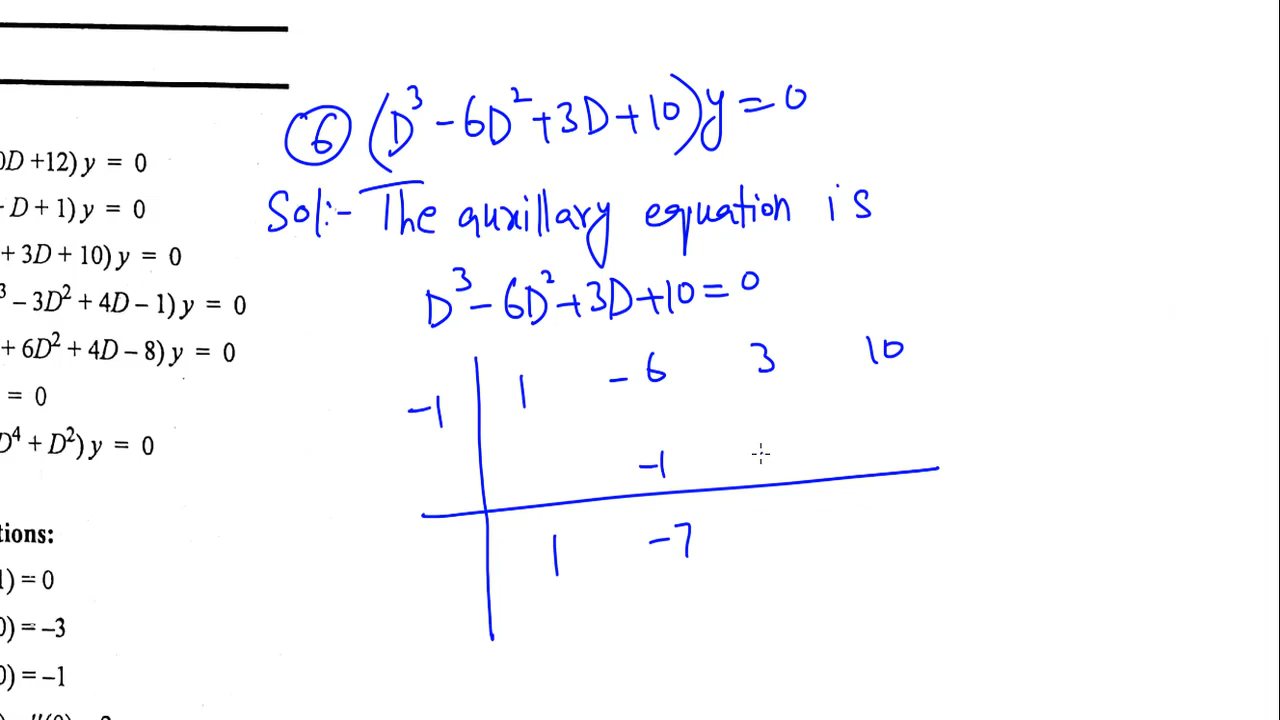 0D +12) y = 0
- D + 1) y = 0
+ 3D + 10) y = 0
3 − 3D² + 4D − 1) y = 0
+ 6D² + 4D − 8) y = 0
= 0
D⁴ + D²) y = 0
tions:
1) = 0
0) = −3
0) = −1
⑥ (D³ - 6D² + 3D + 10)y = 0
Sol:- The auxillary equation is
D³ - 6D² + 3D + 10 = 0
-1 1 -6 3 10
-1
1 -7